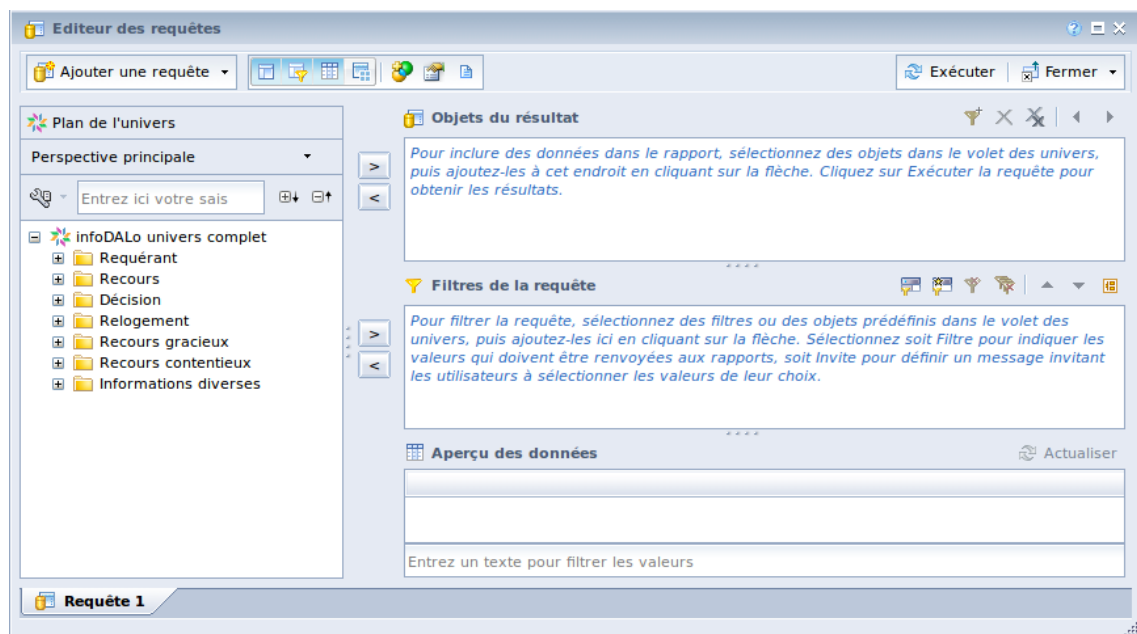 Editeur des requêtes
Ajouter une requête
Exécuter
Fermer
Plan de l'univers
Perspective principale
Entrez ici votre sais
infoDALo univers complet
Requérant
Recours
Décision
Relogement
Recours gracieux
Recours contentieux
Informations diverses
>
<
Objets du résultat
Pour inclure des données dans le rapport, sélectionnez des objets dans le volet des univers,
puis ajoutez-les à cet endroit en cliquant sur la flèche. Cliquez sur Exécuter la requête pour
obtenir les résultats.
Filtres de la requête
>
<
Pour filtrer la requête, sélectionnez des filtres ou des objets prédéfinis dans le volet des
univers, puis ajoutez-les ici en cliquant sur la flèche. Sélectionnez soit Filtre pour indiquer les
valeurs qui doivent être renvoyées aux rapports, soit Invite pour définir un message invitant
les utilisateurs à sélectionner les valeurs de leur choix.
Aperçu des données
Actualiser
Entrez un texte pour filtrer les valeurs
Requête 1